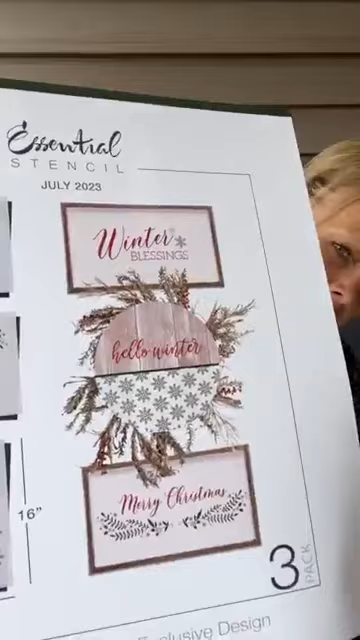 Essential
STENCIL
JULY 2023
Winter
BLESSINGS
hello winter
Merry Christmas
16"
3
PACK
Exclusive Design